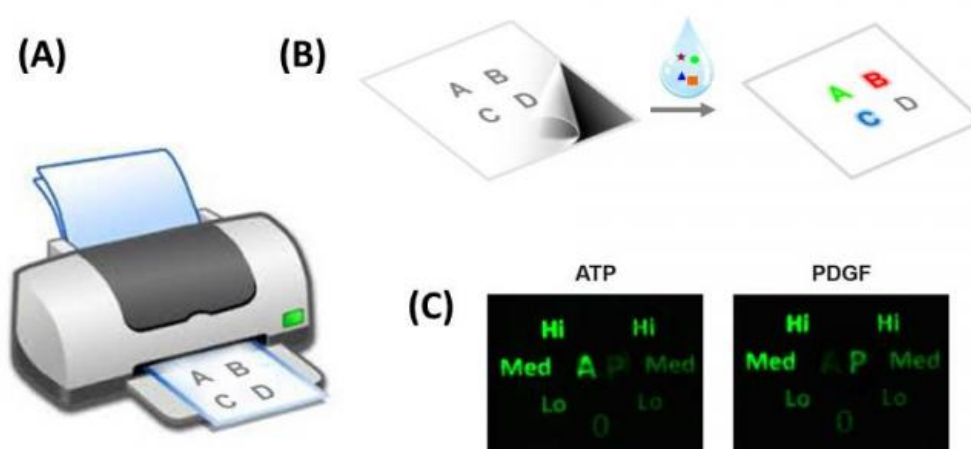 (A)
(B)
A B
C D
A B
C D
A B
C D
(C)
ATP
PDGF
Hi Hi
Med A P Med
Lo Lo
0
Hi Hi
Med A P Med
Lo Lo
0